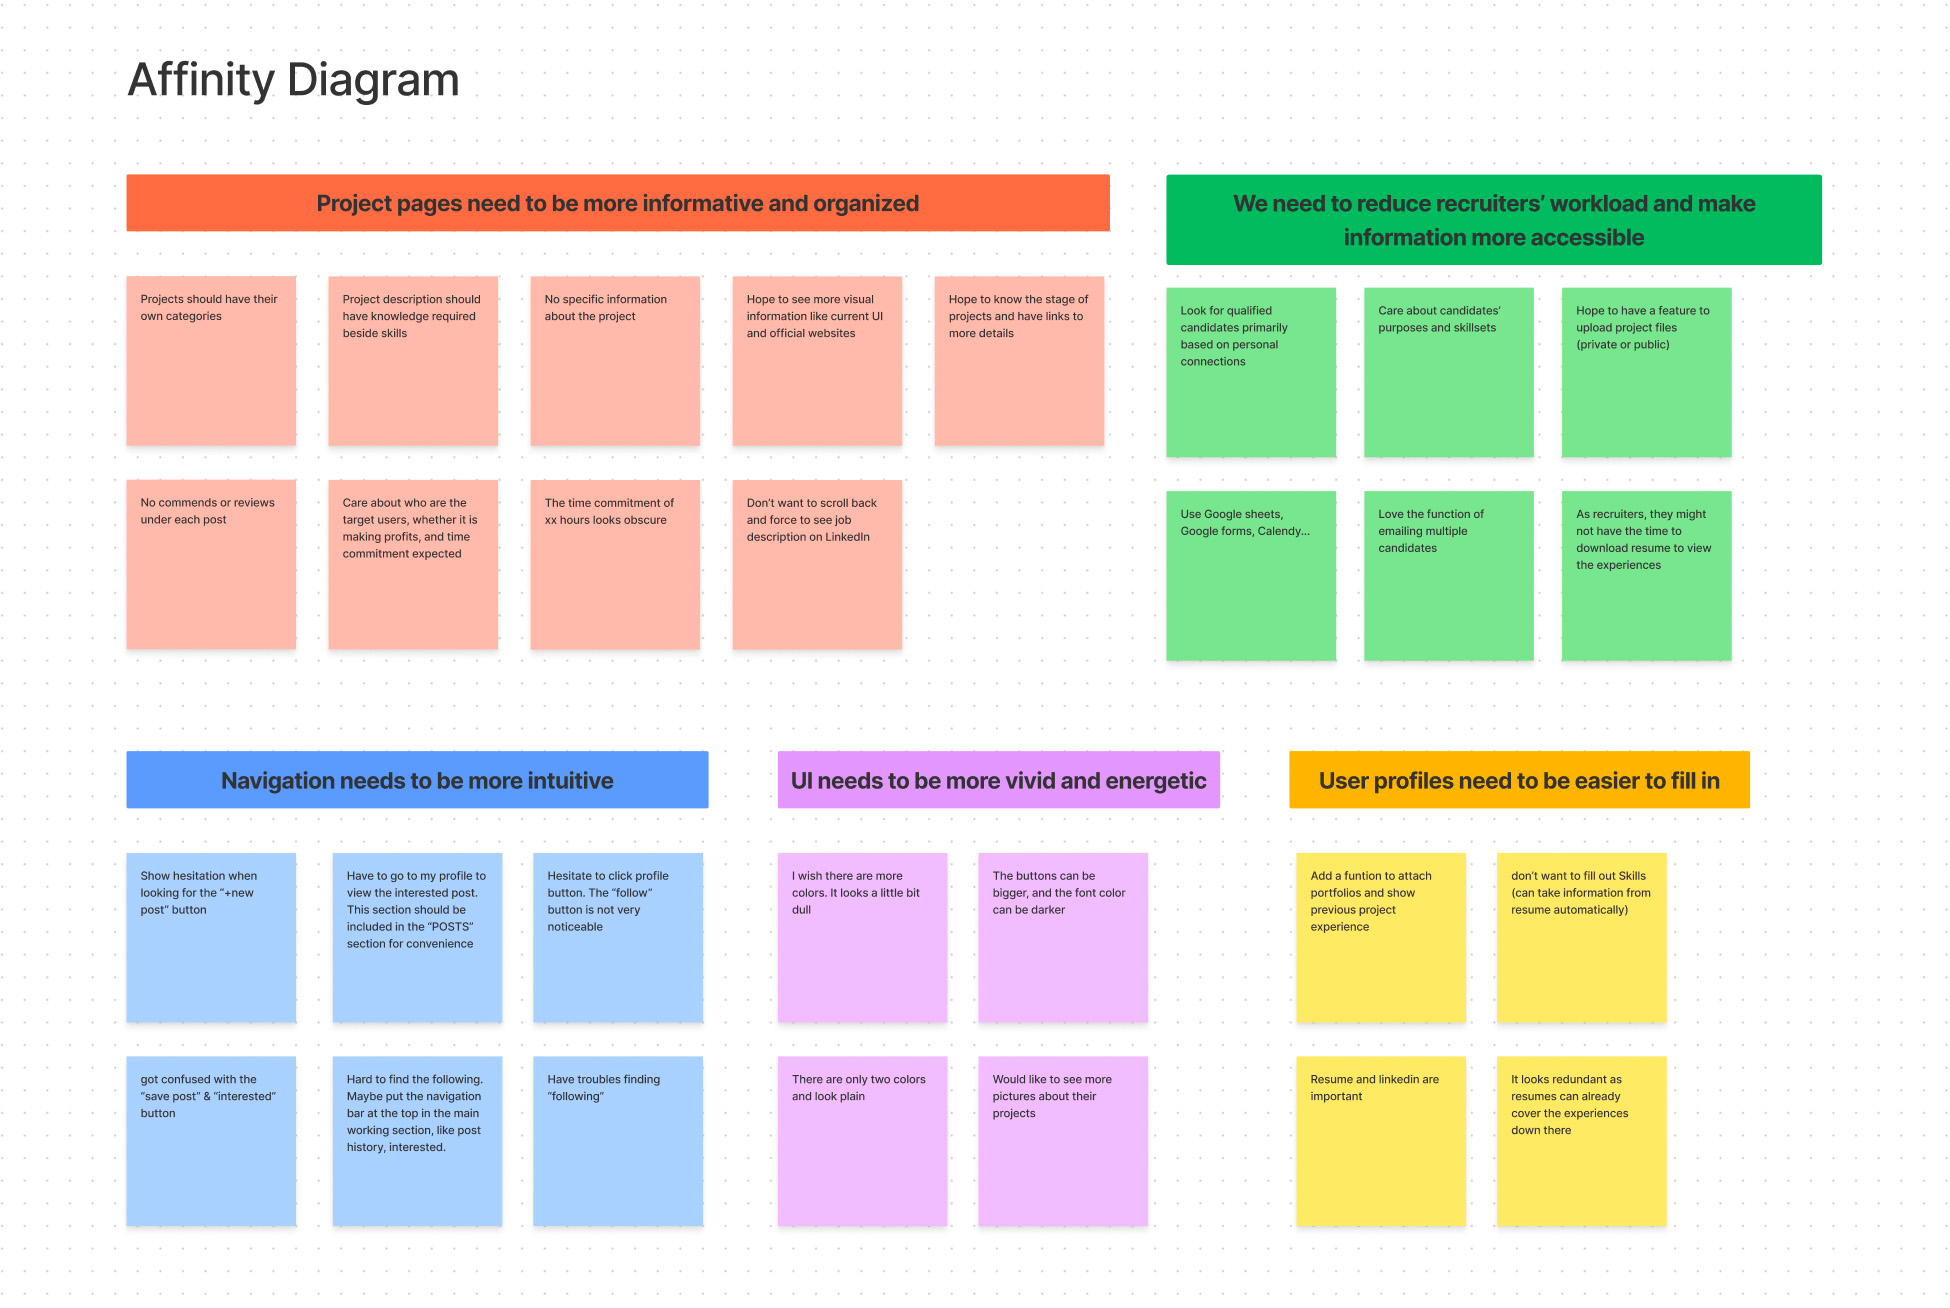 Affinity Diagram
Project pages need to be more informative and organized
Projects should have their
own categories
Project description should
have knowledge required
beside skills
No specific information
about the project
Hope to see more visual
information like current UI
and official websites
Hope to know the stage of
projects and have links to
more details
No commends or reviews
under each post
Care about who are the
target users, whether it is
making profits, and time
commitment expected
The time commitment of
xx hours looks obscure
Don’t want to scroll back
and force to see job
description on LinkedIn
We need to reduce recruiters’ workload and make
information more accessible
Look for qualified
candidates primarily
based on personal
connections
Care about candidates’
purposes and skillsets
Hope to have a feature to
upload project files
(private or public)
Use Google sheets,
Google forms, Calendy...
Love the function of
emailing multiple
candidates
As recruiters, they might
not have the time to
download resume to view
the experiences
Navigation needs to be more intuitive
Show hesitation when
looking for the “+new
post” button
Have to go to my profile to
view the interested post.
This section should be
included in the “POSTS”
section for convenience
Hesitate to click profile
button. The “follow”
button is not very
noticeable
got confused with the
“save post” & “interested”
button
Hard to find the following.
Maybe put the navigation
bar at the top in the main
working section, like post
history, interested.
Have troubles finding
“following”
UI needs to be more vivid and energetic
I wish there are more
colors. It looks a little bit
dull
The buttons can be
bigger, and the font color
can be darker
There are only two colors
and look plain
Would like to see more
pictures about their
projects
User profiles need to be easier to fill in
Add a funtion to attach
portfolios and show
previous project
experience
don’t want to fill out Skills
(can take information from
resume automatically)
Resume and linkedin are
important
It looks redundant as
resumes can already
cover the experiences
down there